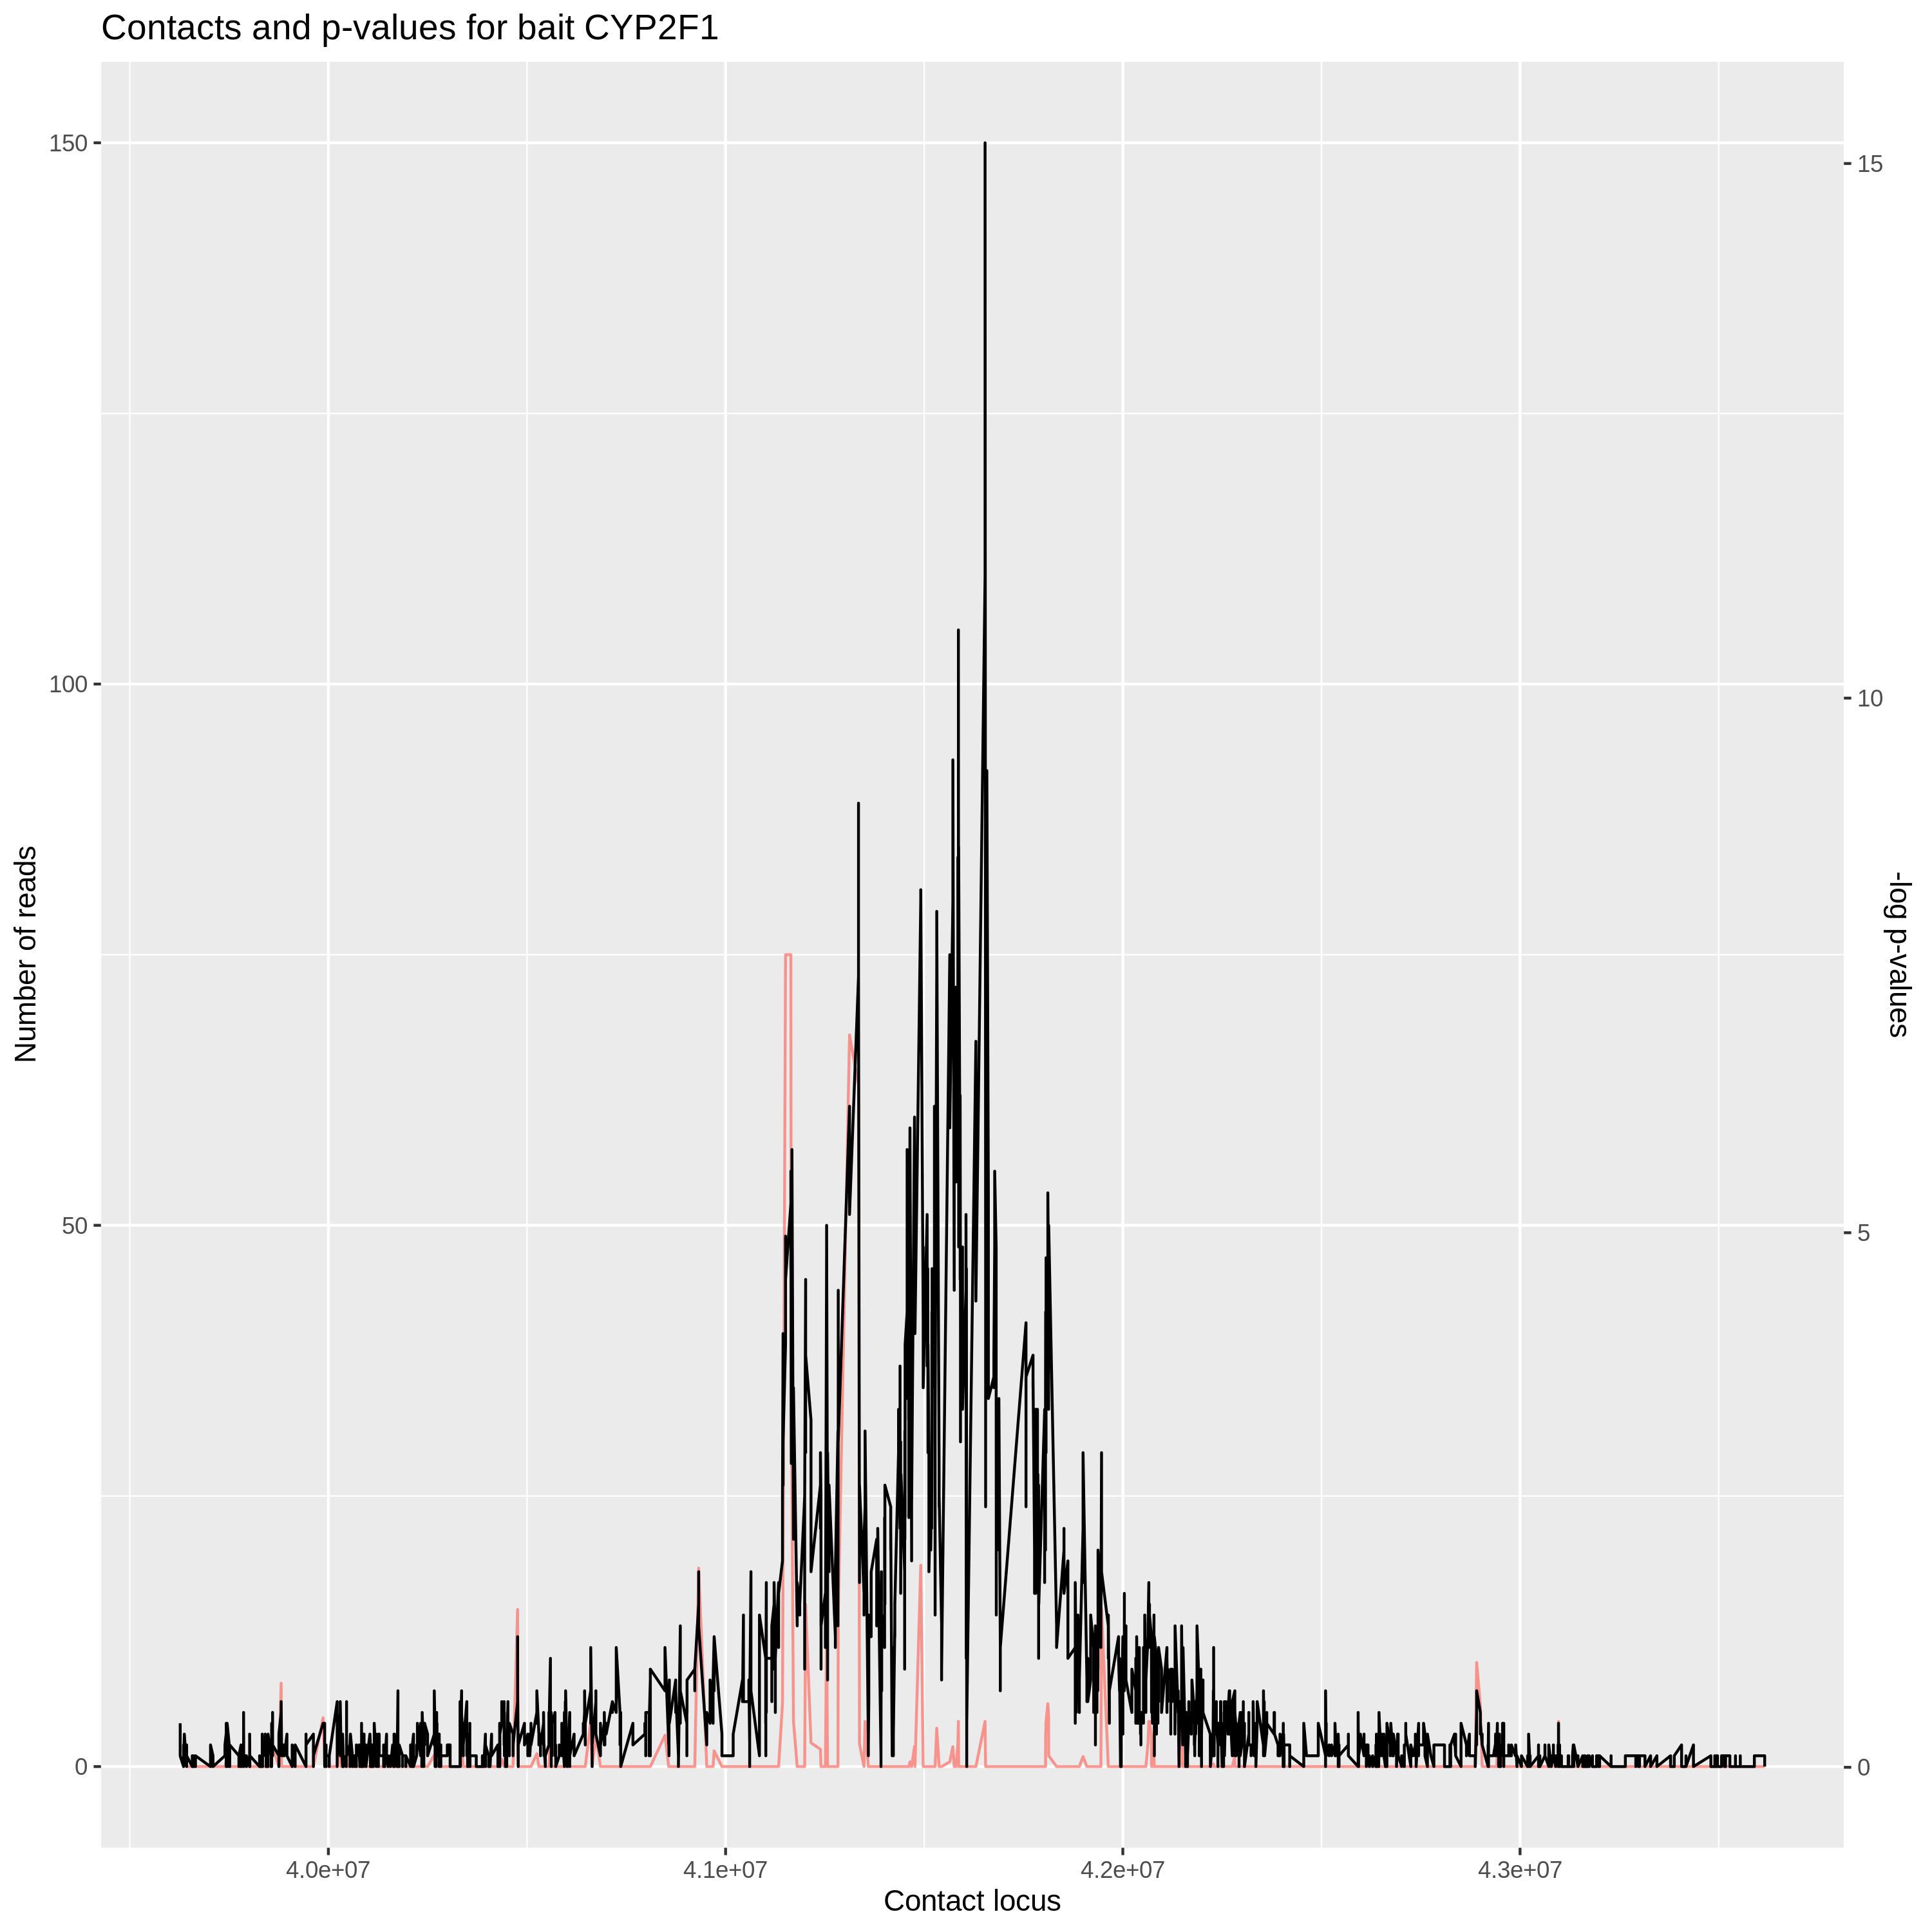 Contacts and p-values for bait CYP2F1
150
100
50
0
Number of reads
15
10
5
0
-log p-values
4.0e+07
4.1e+07
4.2e+07
4.3e+07
Contact locus